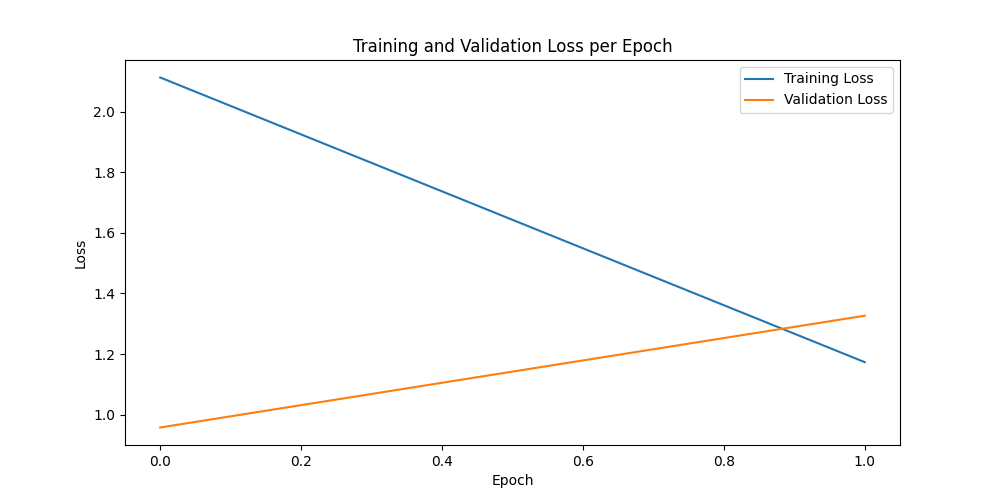 Training and Validation Loss per Epoch
Training Loss
Validation Loss
2.0
1.8
1.6
1.4
1.2
1.0
Loss
0.0 0.2 0.4 0.6 0.8 1.0
Epoch